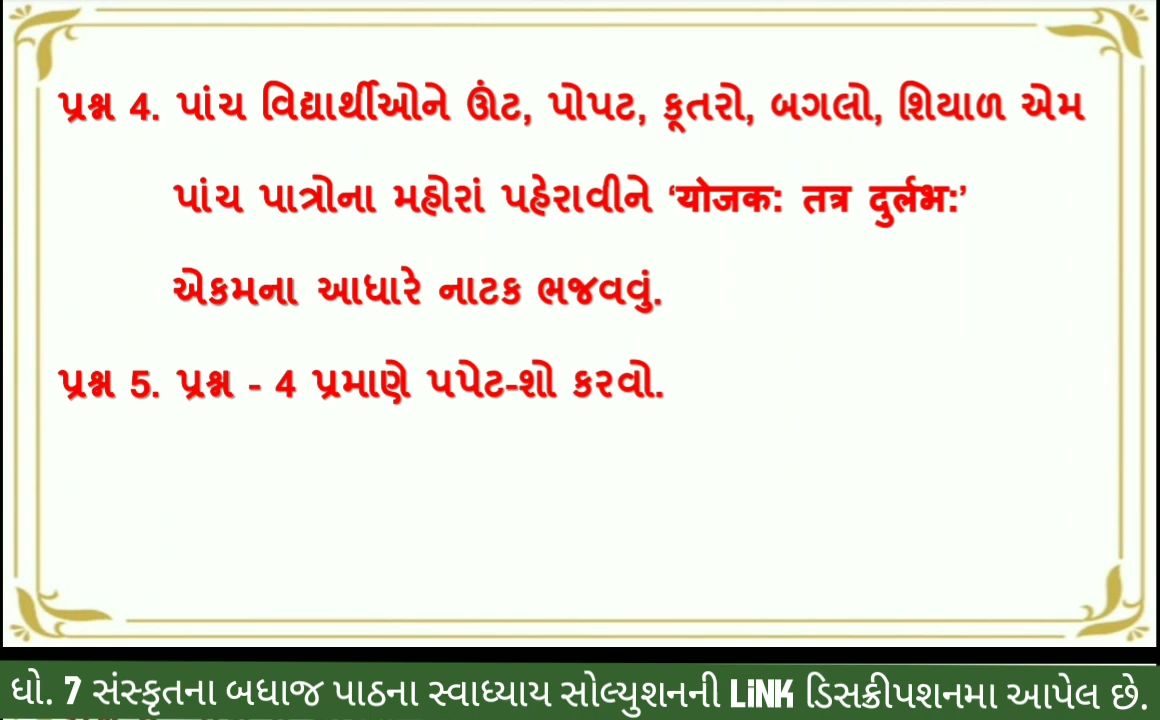 પ્રશ્ન 4. પાંચ વિદ્યાર્થીઓને ઊંટ, પોપટ, કૂતરો, બગલો, શિયાળ એમ
પાંચ પાત્રોના મહોરાં પહેરાવીને ‘योजक: तत्र दुर्लभ:’
એકમના આધારે નાટક ભજવવું.
પ્રશ્ન 5. પ્રશ્ન - 4 પ્રમાણે પપેટ-શો કરવો.
ધો. 7 સંસ્કૃતના બધાજ પાઠના સ્વાધ્યાય સોલ્યુશનની LiNK ડિસક્રીપશનમા આપેલ છે.